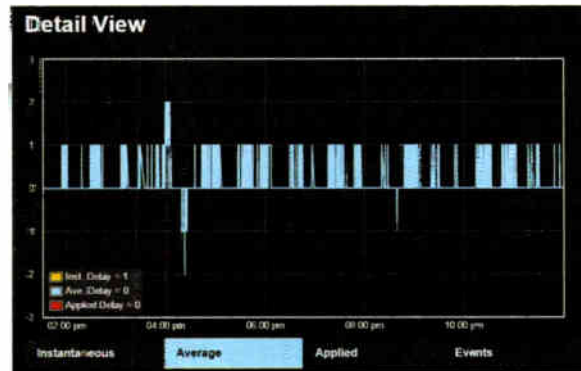 Detail View
3
2
1
0
-1
-2
-3
Inst. Delay = 1
Ave. Delay = 0
Applied Delay = 0
02:00 pm 04:00 pm 06:00 pm 08:00 pm 10:00 pm
Instantaneous Average Applied Events